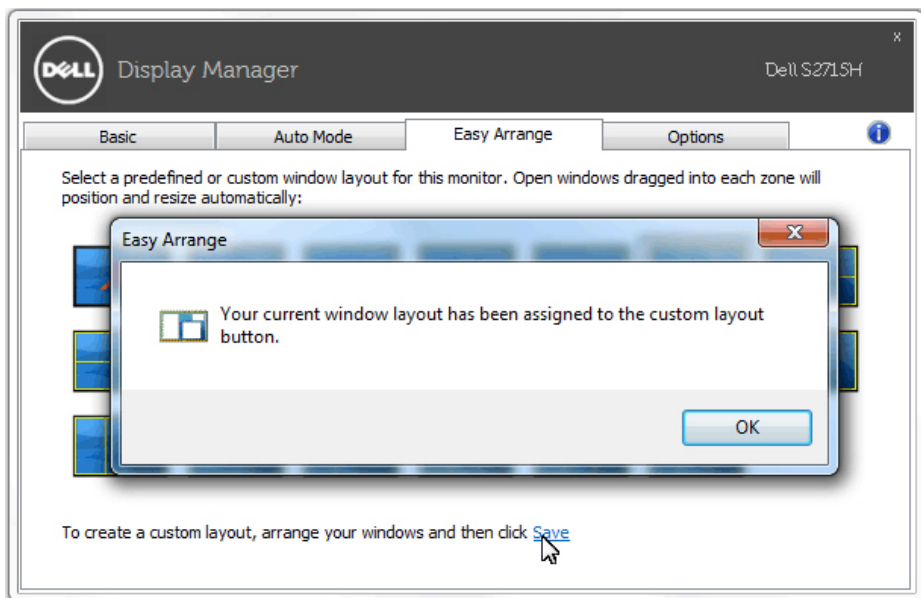 x
DELL Display Manager Dell S2715H
Basic Auto Mode Easy Arrange Options
Select a predefined or custom window layout for this monitor. Open windows dragged into each zone will
position and resize automatically:
Easy Arrange
Your current window layout has been assigned to the custom layout
button.
OK
To create a custom layout, arrange your windows and then click Save